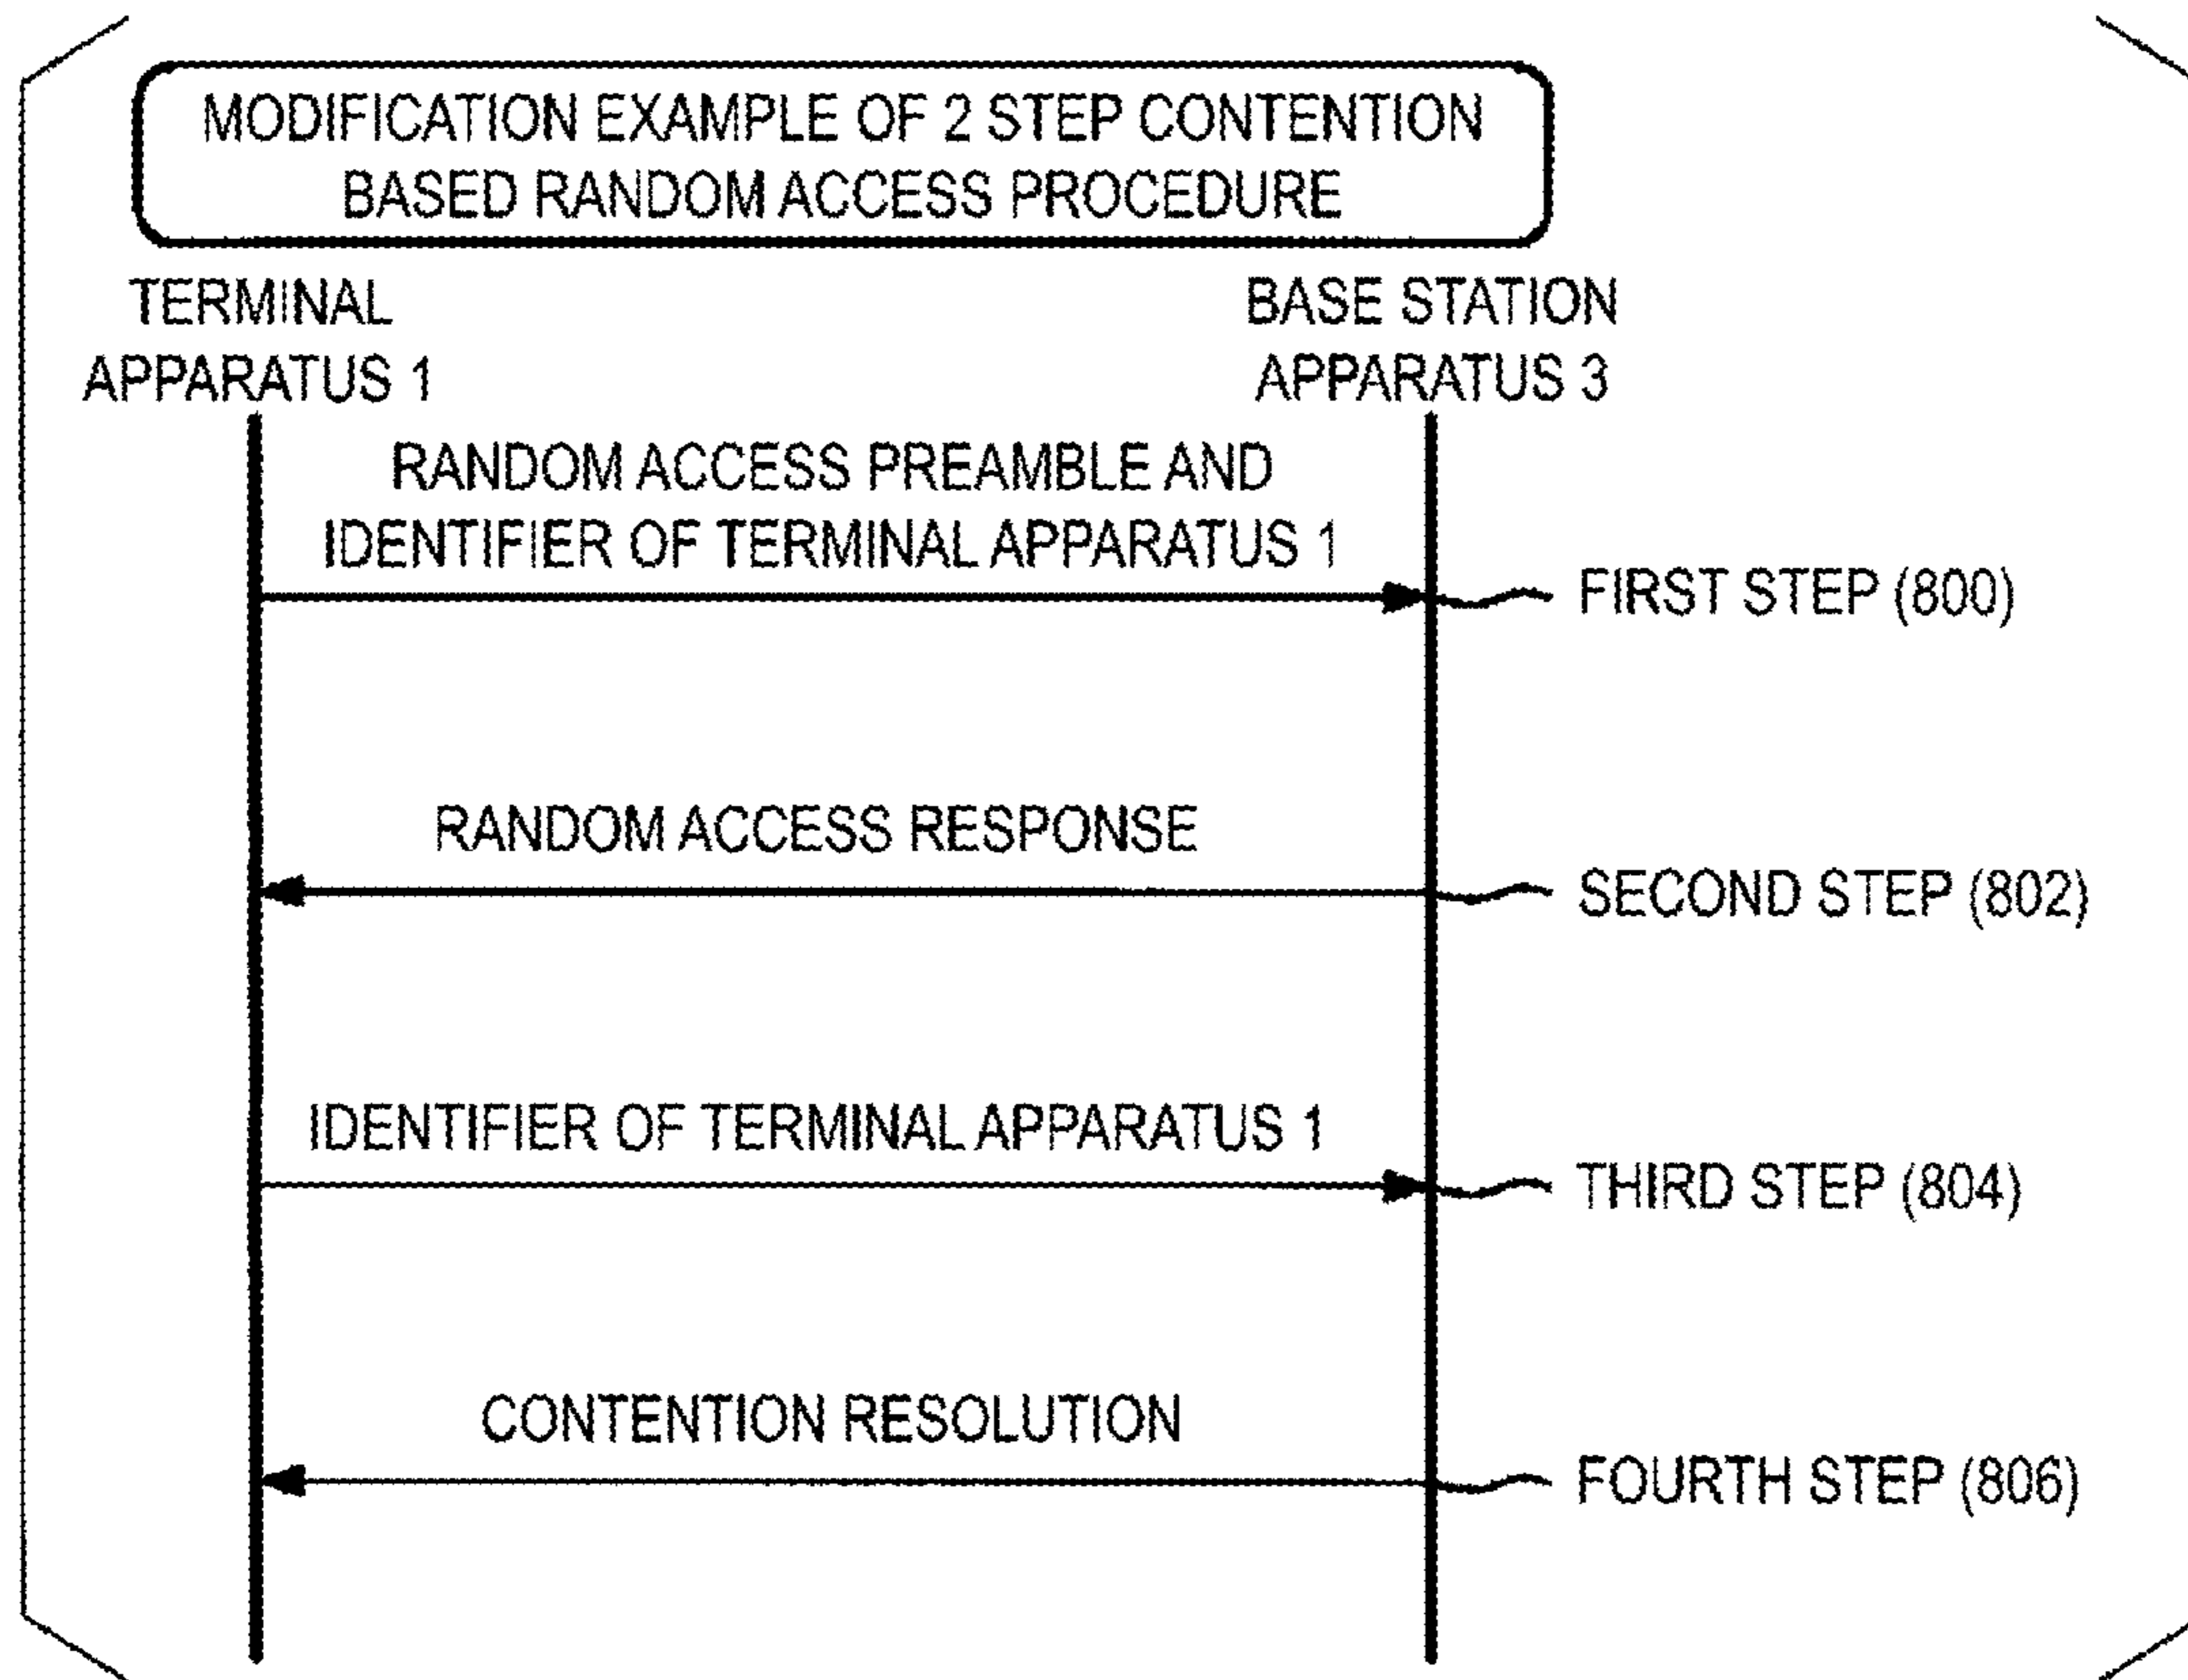 MODIFICATION EXAMPLE OF 2 STEP CONTENTION
BASED RANDOM ACCESS PROCEDURE
TERMINAL
APPARATUS 1
BASE STATION
APPARATUS 3
RANDOM ACCESS PREAMBLE AND
IDENTIFIER OF TERMINAL APPARATUS 1
FIRST STEP (800)
RANDOM ACCESS RESPONSE
SECOND STEP (802)
IDENTIFIER OF TERMINAL APPARATUS 1
THIRD STEP (804)
CONTENTION RESOLUTION
FOURTH STEP (806)